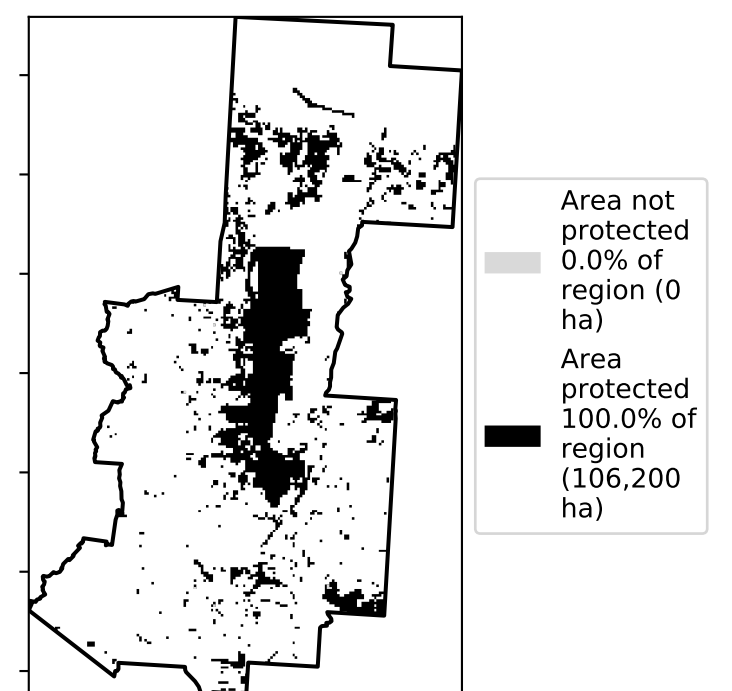 Area not
protected
0.0% of
region (0
ha)
Area
protected
100.0% of
region
(106,200
ha)